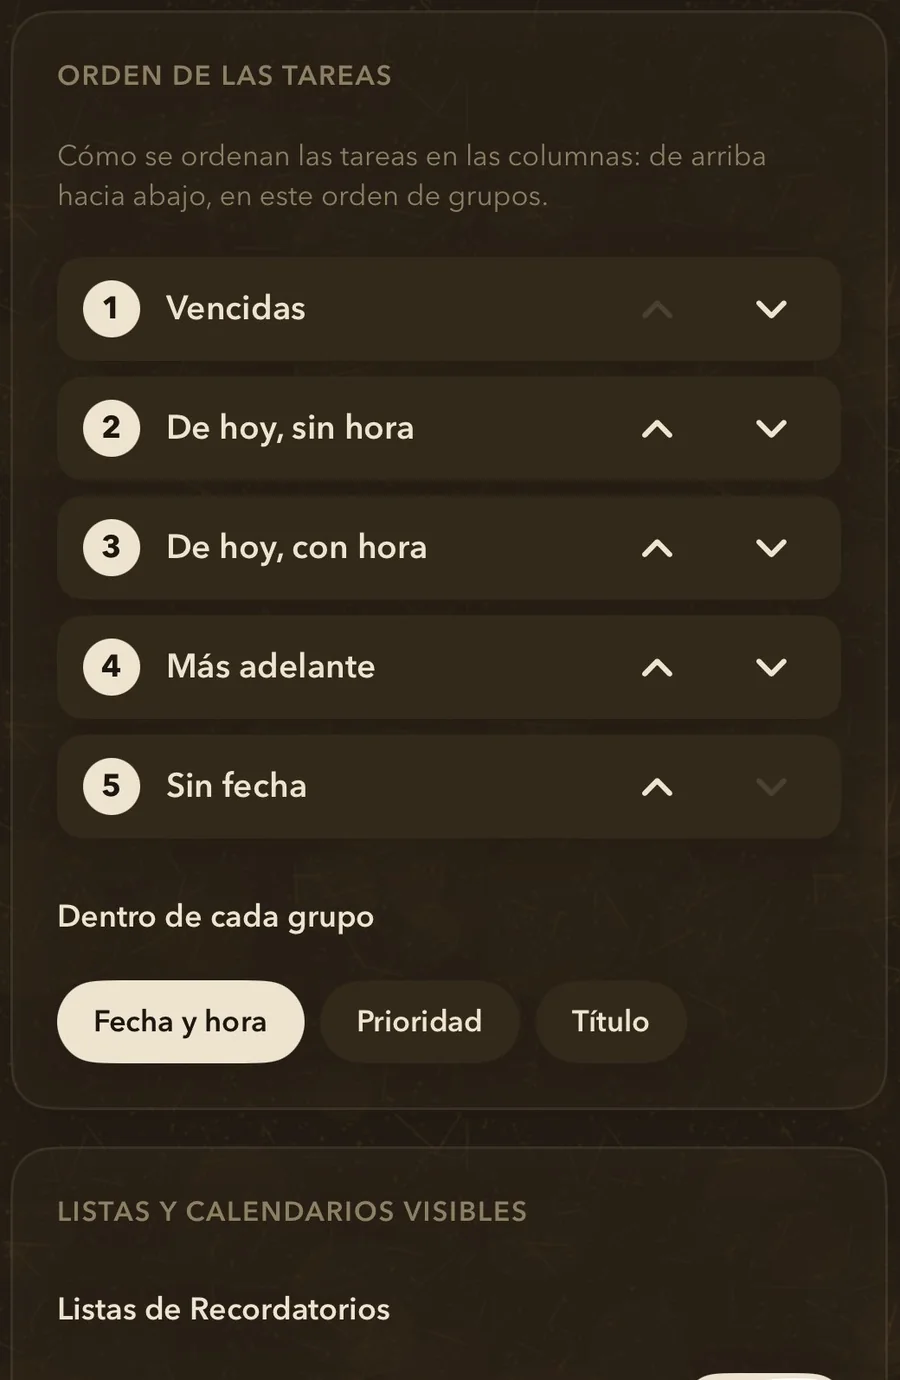 ORDEN DE LAS TAREAS
Cómo se ordenan las tareas en las columnas: de arriba
hacia abajo, en este orden de grupos.
1 Vencidas
2 De hoy, sin hora
3 De hoy, con hora
4 Más adelante
5 Sin fecha
Dentro de cada grupo
Fecha y hora Prioridad Título
LISTAS Y CALENDARIOS VISIBLES
Listas de Recordatorios